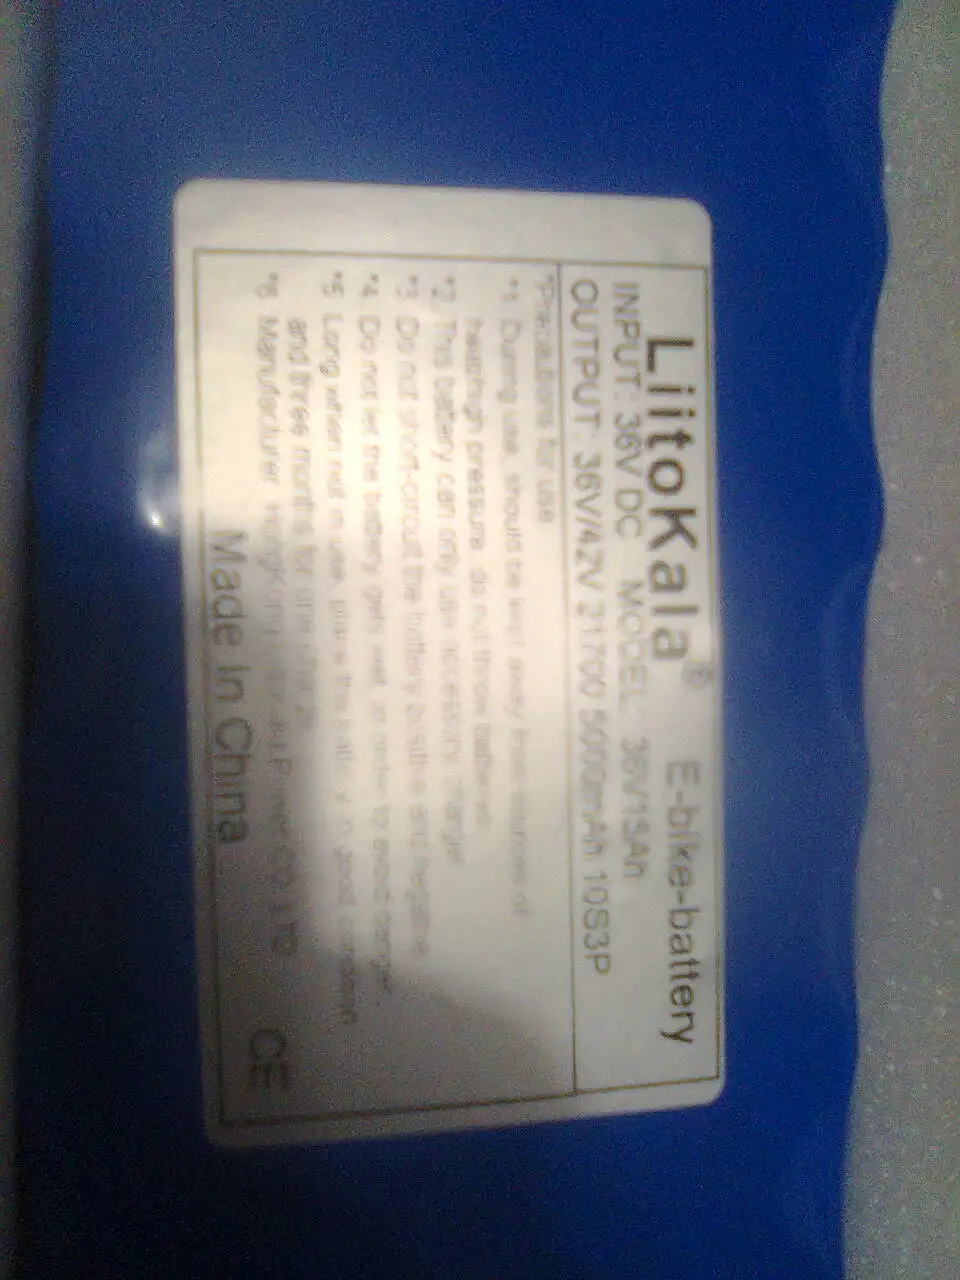 LiitoKala® E-bike-battery
INPUT: 36V DC MODEL: 36V15Ah
OUTPUT: 36V/42V 21700 5000mAh 10S3P
*Precautions for use
*1 During use, should be kept away from sources of
heat/high pressure, do not throw batteries
*2 This battery can only use accessory charger
*3 Do not short-circuit the battery positive and negative
*4 Do not let the battery gets wet, in order to avoid danger,
*5 Long when not in use, place the battery in good condition
and three months for
*6 Manufacturer HongKong Power Co
Made In China CE